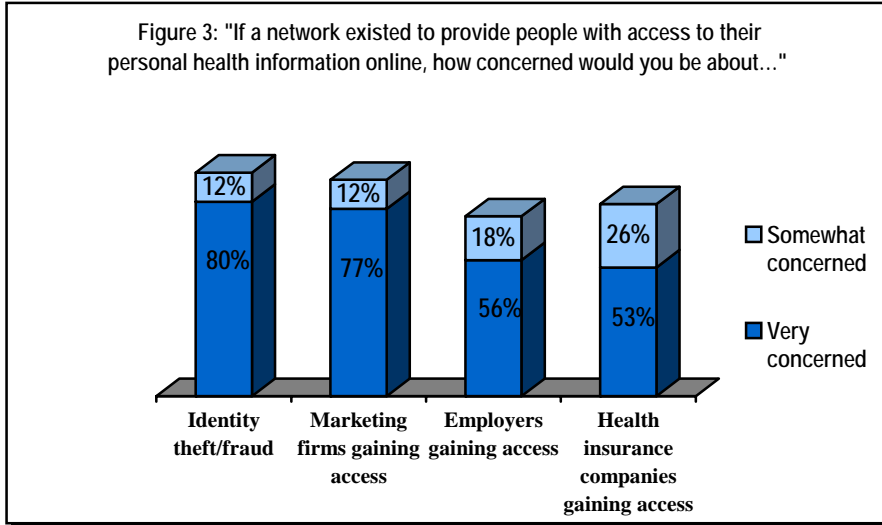 Figure 3: "If a network existed to provide people with access to their
personal health information online, how concerned would you be about..."
12%
12%
18%
26%
80%
77%
56%
53%
Somewhat
concerned
Very
concerned
Identity
theft/fraud
Marketing
firms gaining
access
Employers
gaining access
Health
insurance
companies
gaining access